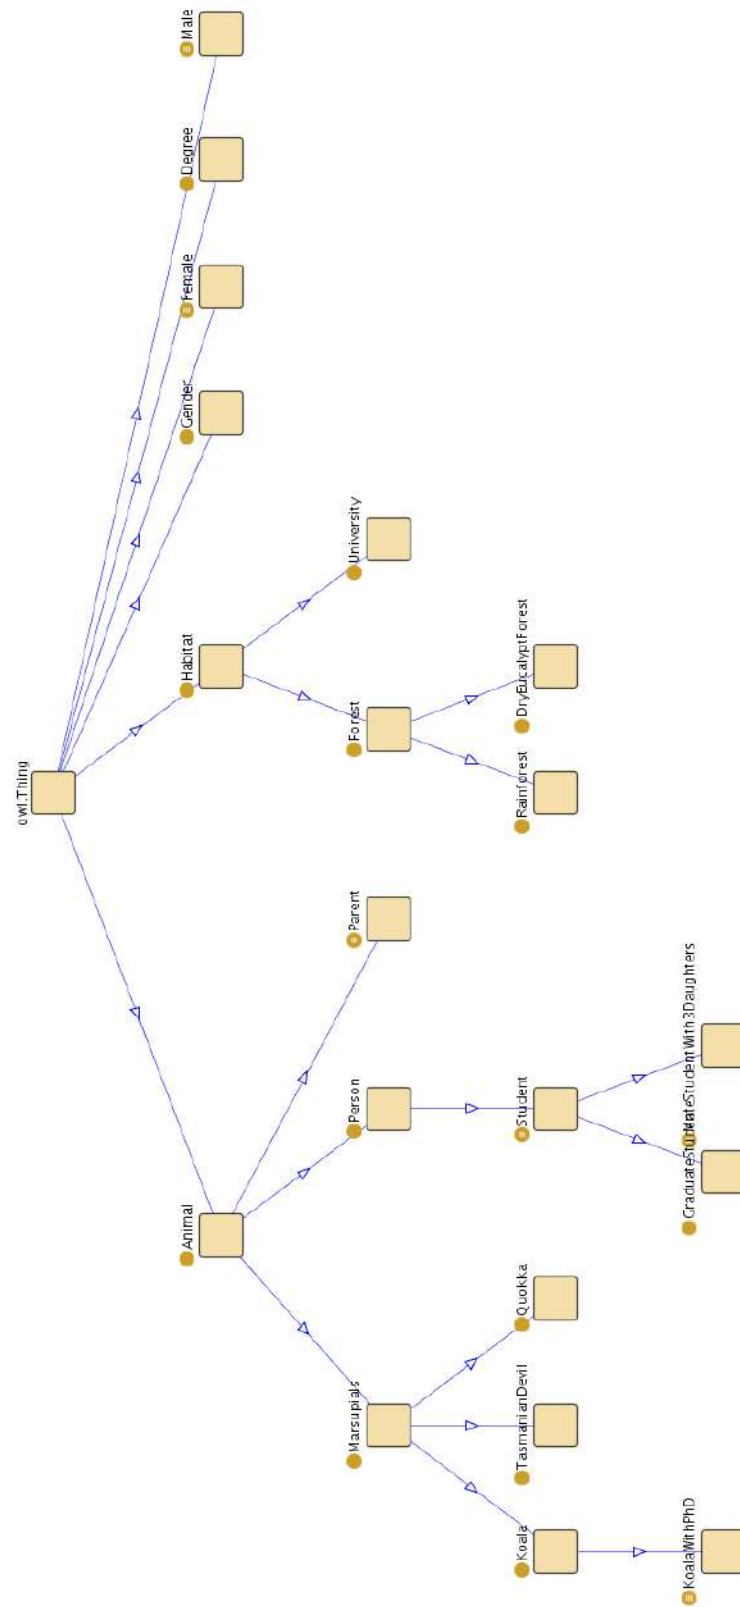 owl:Thing
Animal
Habitat
Gender
Female
Degree
Male
Marsupials
Person
Parent
Forest
University
Koala
TasmanianDevil
Quokka
Student
Rainforest
DryEucalyptForest
KoalaWithPhD
GraduateStudent
MaleStudentWith3Daughters